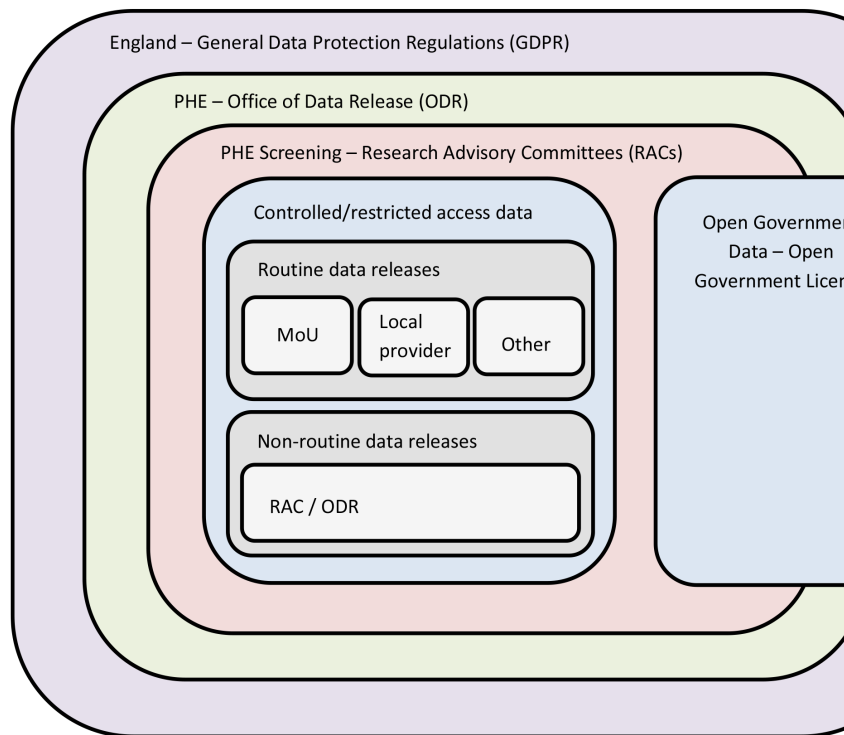 England – General Data Protection Regulations (GDPR)
PHE – Office of Data Release (ODR)
PHE Screening – Research Advisory Committees (RACs)
Controlled/restricted access data
Open
Data – Open
Government
Routine data releases
MoU
Local
provider
Other
Non-routine data releases
RAC / ODR